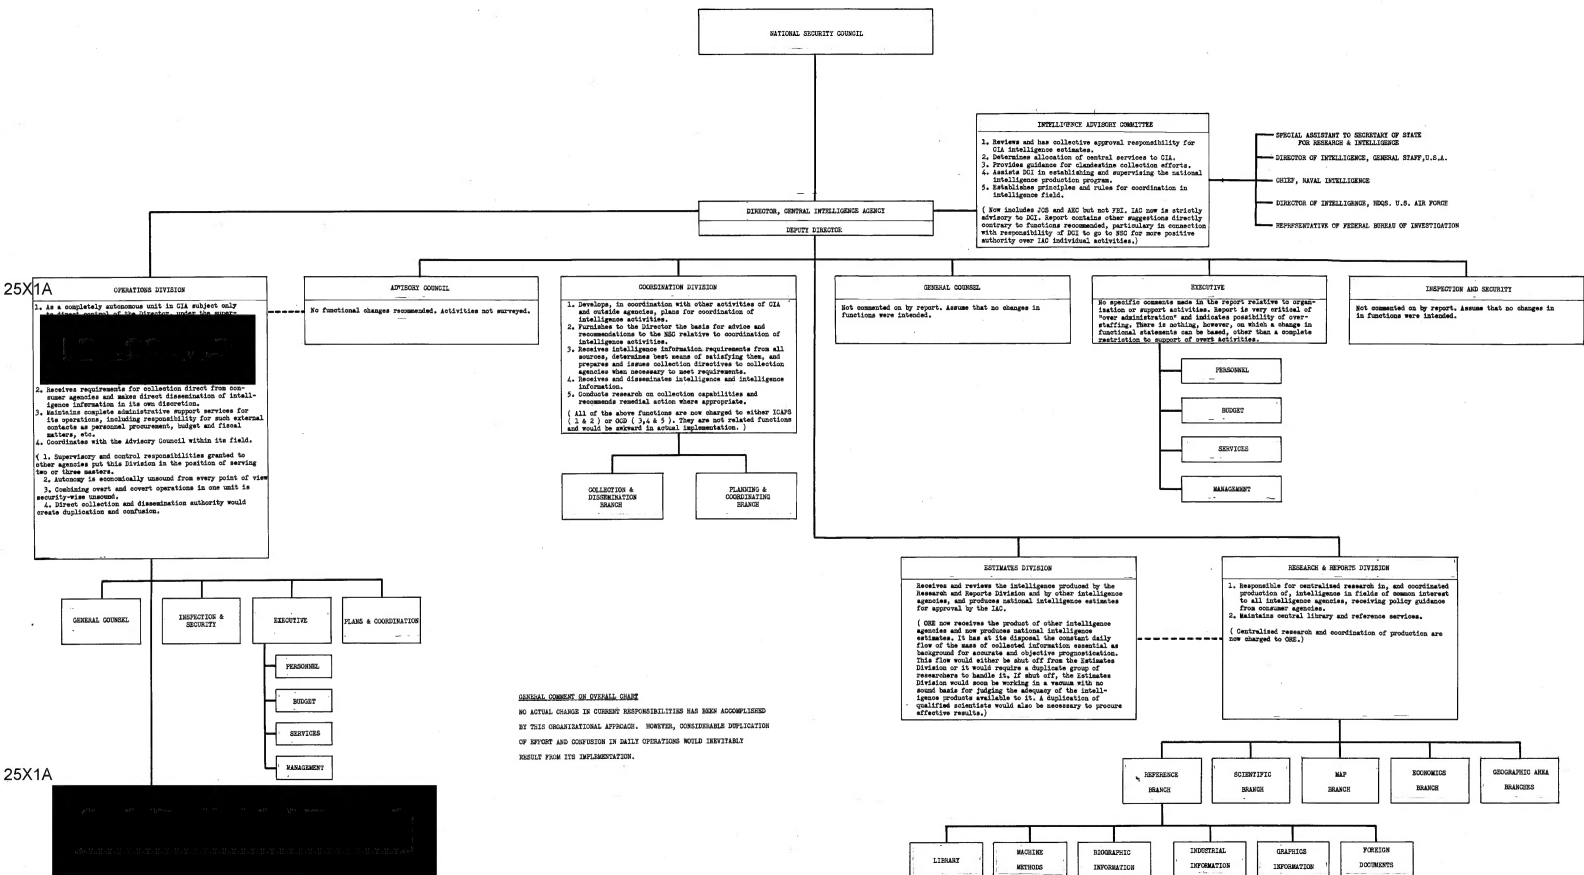 NATIONAL SECURITY COUNCIL
INTELLIGENCE ADVISORY COMMITTEE
1. Reviews and has collective approval responsibility for
CIA intelligence estimates.
2. Determines allocation of central services to CIA.
3. Provides guidance for clandestine collection efforts.
4. Assists DCI in establishing and supervising the national
intelligence production program.
5. Establishes principles and rules for coordination in
intelligence field.
( Now includes JCS and AEC but not FBI. IAC now is strictly
advisory to DCI. Report contains other suggestions directly
contrary to functions recommended, particulary in connection
with responsibility of DCI to go to NSC for more positive
authority over IAC individual activities.)
SPECIAL ASSISTANT TO SECRETARY OF STATE
FOR RESEARCH & INTELLIGENCE
DIRECTOR OF INTELLIGENCE, GENERAL STAFF,U.S.A.
CHIEF, NAVAL INTELLIGENCE
DIRECTOR OF INTELLIGENCE, HDQS. U.S. AIR FORCE
REPRESENTATIVE OF FEDERAL BUREAU OF INVESTIGATION
DIRECTOR, CENTRAL INTELLIGENCE AGENCY
DEPUTY DIRECTOR
25X1A
OPERATIONS DIVISION
1. As a completely autonomous unit in CIA subject only
to direct control of the Director, under the super-
2. Receives requirements for collection direct from con-
sumer agencies and makes direct dissemination of intell-
igence information in its own discretion.
3. Maintains complete administrative support services for
its operations, including responsibility for such external
contacts as personnel procurement, budget and fiscal
matters, etc.
4. Coordinates with the Advisory Council within its field.
( 1. Supervisory and control responsibilities granted to
other agencies put this Division in the position of serving
two or three masters.
2. Autonomy is economically unsound from every point of view
3. Combining overt and covert operations in one unit is
security-wise unsound.
4. Direct collection and dissemination authority would
create duplication and confusion.
ADVISORY COUNCIL
No functional changes recommended. Activities not surveyed.
COORDINATION DIVISION
1. Develops, in coordination with other activities of CIA
and outside agencies, plans for coordination of
intelligence activities.
2. Furnishes to the Director the basis for advice and
recommendations to the NSC relative to coordination of
intelligence activities.
3. Receives intelligence information requirements from all
sources, determines best means of satisfying them, and
prepares and issues collection directives to collection
agencies when necessary to meet requirements.
4. Receives and disseminates intelligence and intelligence
information.
5. Conducts research on collection capabilities and
recommends remedial action where appropriate.
( All of the above functions are now charged to either ICAPS
( 1 & 2 ) or OCD ( 3,4 & 5 ). They are not related functions
and would be awkward in actual implementation. )
GENERAL COUNSEL
Not commented on by report. Assume that no changes in
functions were intended.
EXECUTIVE
No specific comments made in the report relative to organ-
ization or support activities. Report is very critical of
"over administration" and indicates possibility of over-
staffing. There is nothing, however, on which a change in
functional statements can be based, other than a complete
restriction to support of overt Activities.
INSPECTION AND SECURITY
Not commented on by report. Assume that no changes in
in functions were intended.
PERSONNEL
BUDGET
SERVICES
MANAGEMENT
COLLECTION &
DISSEMINATION
BRANCH
PLANNING &
COORDINATING
BRANCH
ESTIMATES DIVISION
Receives and reviews the intelligence produced by the
Research and Reports Division and by other intelligence
agencies, and produces national intelligence estimates
for approval by the IAC.
( ORE now receives the product of other intelligence
agencies and now produces national intelligence
estimates. It has at its disposal the constant daily
flow of the mass of collected information essential as
background for accurate and objective prognostication.
This flow would either be shut off from the Estimates
Division or it would require a duplicate group of
researchers to handle it. If shut off, the Estimates
Division would soon be working in a vacuum with no
sound basis for judging the adequacy of the intell-
igence products available to it. A duplication of
qualified scientists would also be necessary to procure
effective results.)
RESEARCH & REPORTS DIVISION
1. Responsible for centralized research in, and coordinated
production of, intelligence in fields of common interest
to all intelligence agencies, receiving policy guidance
from consumer agencies.
2. Maintains central library and reference services.
( Centralized research and coordination of production are
now charged to ORE.)
GENERAL COUNSEL
INSPECTION &
SECURITY
EXECUTIVE
PLANS & COORDINATION
PERSONNEL
BUDGET
SERVICES
MANAGEMENT
GENERAL COMMENT ON OVERALL CHART
NO ACTUAL CHANGE IN CURRENT RESPONSIBILITIES HAS BEEN ACCOMPLISHED
BY THIS ORGANIZATIONAL APPROACH. HOWEVER, CONSIDERABLE DUPLICATION
OF EFFORT AND CONFUSION IN DAILY OPERATIONS WOULD INEVITABLY
RESULT FROM ITS IMPLEMENTATION.
25X1A
REFERENCE
BRANCH
SCIENTIFIC
BRANCH
MAP
BRANCH
ECONOMICS
BRANCH
GEOGRAPHIC AREA
BRANCHES
LIBRARY
MACHINE
METHODS
BIOGRAPHIC
INFORMATION
INDUSTRIAL
INFORMATION
GRAPHICS
INFORMATION
FOREIGN
DOCUMENTS